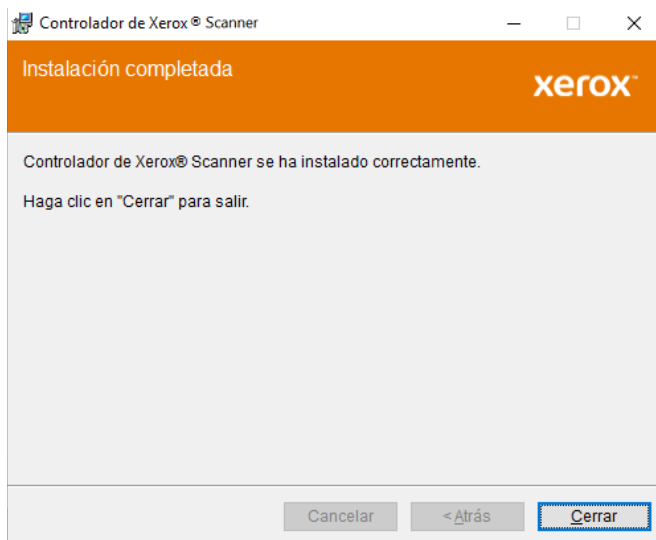 Controlador de Xerox® Scanner
Instalación completada
xerox™
Controlador de Xerox® Scanner se ha instalado correctamente.
Haga clic en "Cerrar" para salir.
Cancelar
< Atrás
Cerrar